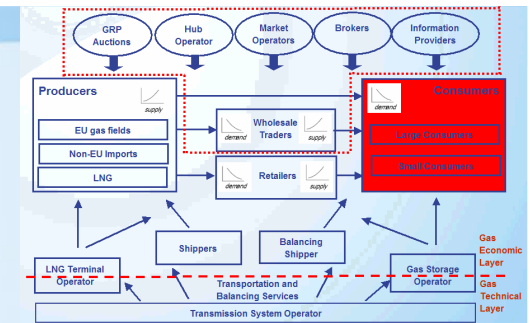 GRP
Auctions
Hub
Operator
Market
Operators
Brokers
Information
Providers
Producers
supply
Consumers
demand
EU gas fields
Non-EU Imports
LNG
Wholesale
Traders
demand
supply
Large Consumers
Small Consumers
Retailers
demand
supply
Shippers
Balancing
Shipper
LNG Terminal
Operator
Gas Storage
Operator
Gas
Economic
Layer
Transportation and
Balancing Services
Gas
Technical
Layer
Transmission System Operator